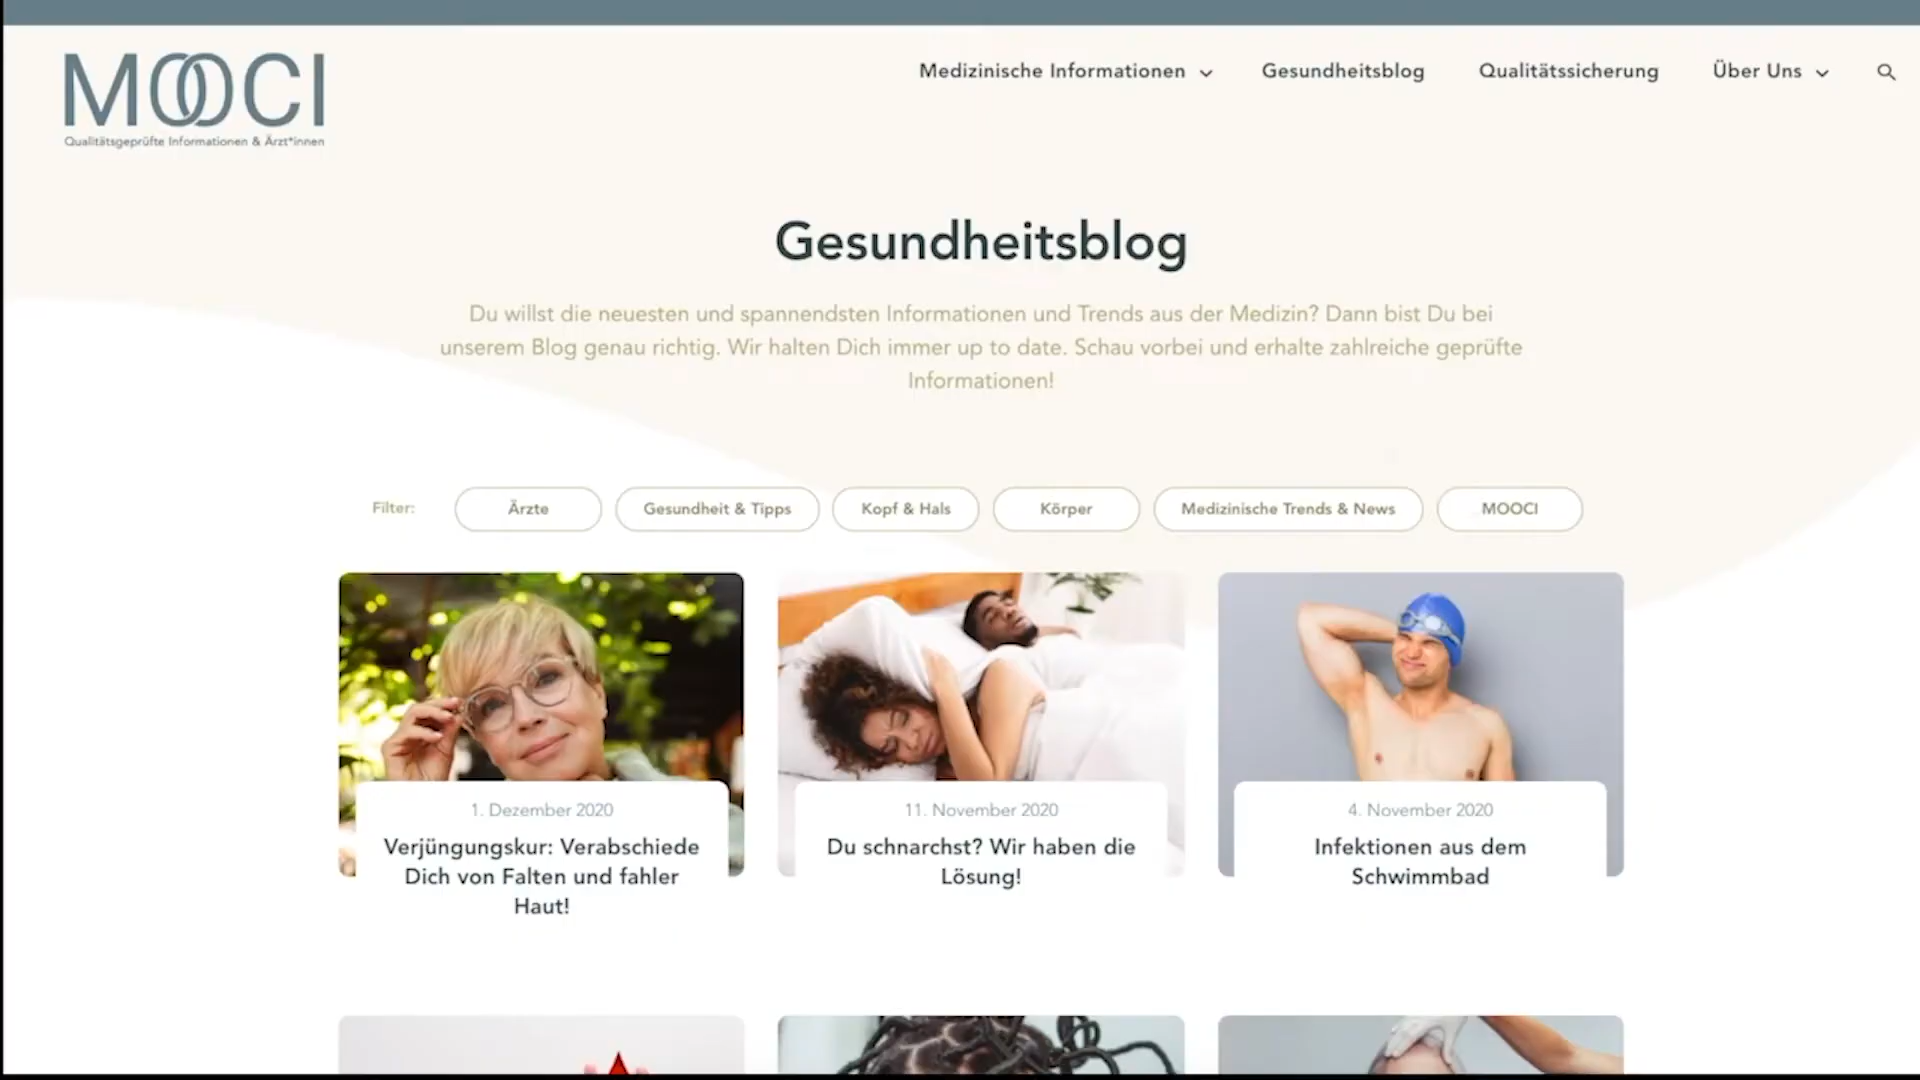 MOOCI
Qualitätsgeprüfte Informationen & Ärzt*innen
Medizinische Informationen
Gesundheitsblog
Qualitätssicherung
Über Uns
Gesundheitsblog
Du willst die neuesten und spannendsten Informationen und Trends aus der Medizin? Dann bist Du bei
unserem Blog genau richtig. Wir halten Dich immer up to date. Schau vorbei und erhalte zahlreiche geprüfte
Informationen!
Filter:
Ärzte
Gesundheit & Tipps
Kopf & Hals
Körper
Medizinische Trends & News
MOOCI
1. Dezember 2020
Verjüngungskur: Verabschiede
Dich von Falten und fahler
Haut!
11. November 2020
Du schnarchst? Wir haben die
Lösung!
4. November 2020
Infektionen aus dem
Schwimmbad